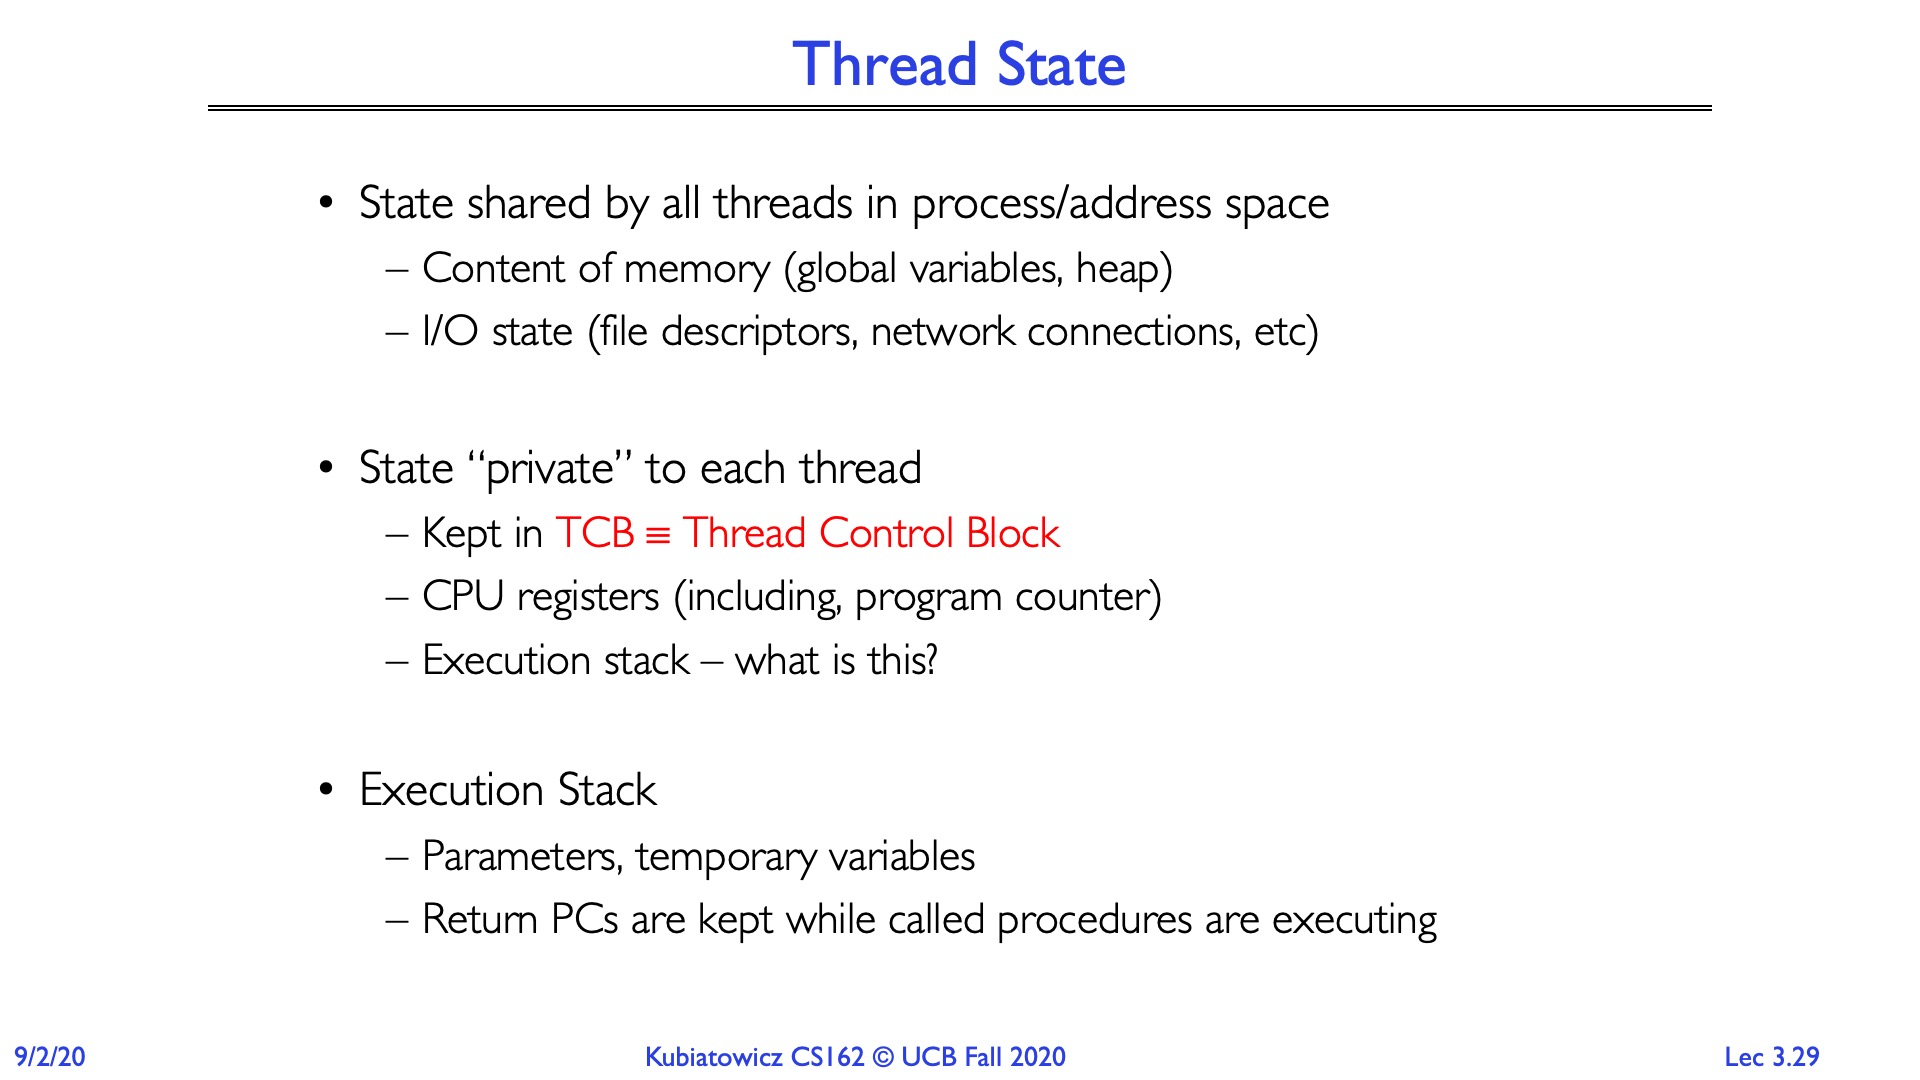 Thread State
• State shared by all threads in process/address space
– Content of memory (global variables, heap)
– I/O state (file descriptors, network connections, etc)
• State “private” to each thread
– Kept in TCB ≡ Thread Control Block
– CPU registers (including, program counter)
– Execution stack – what is this?
• Execution Stack
– Parameters, temporary variables
– Return PCs are kept while called procedures are executing
9/2/20
Kubiatowicz CS162 © UCB Fall 2020
Lec 3.29